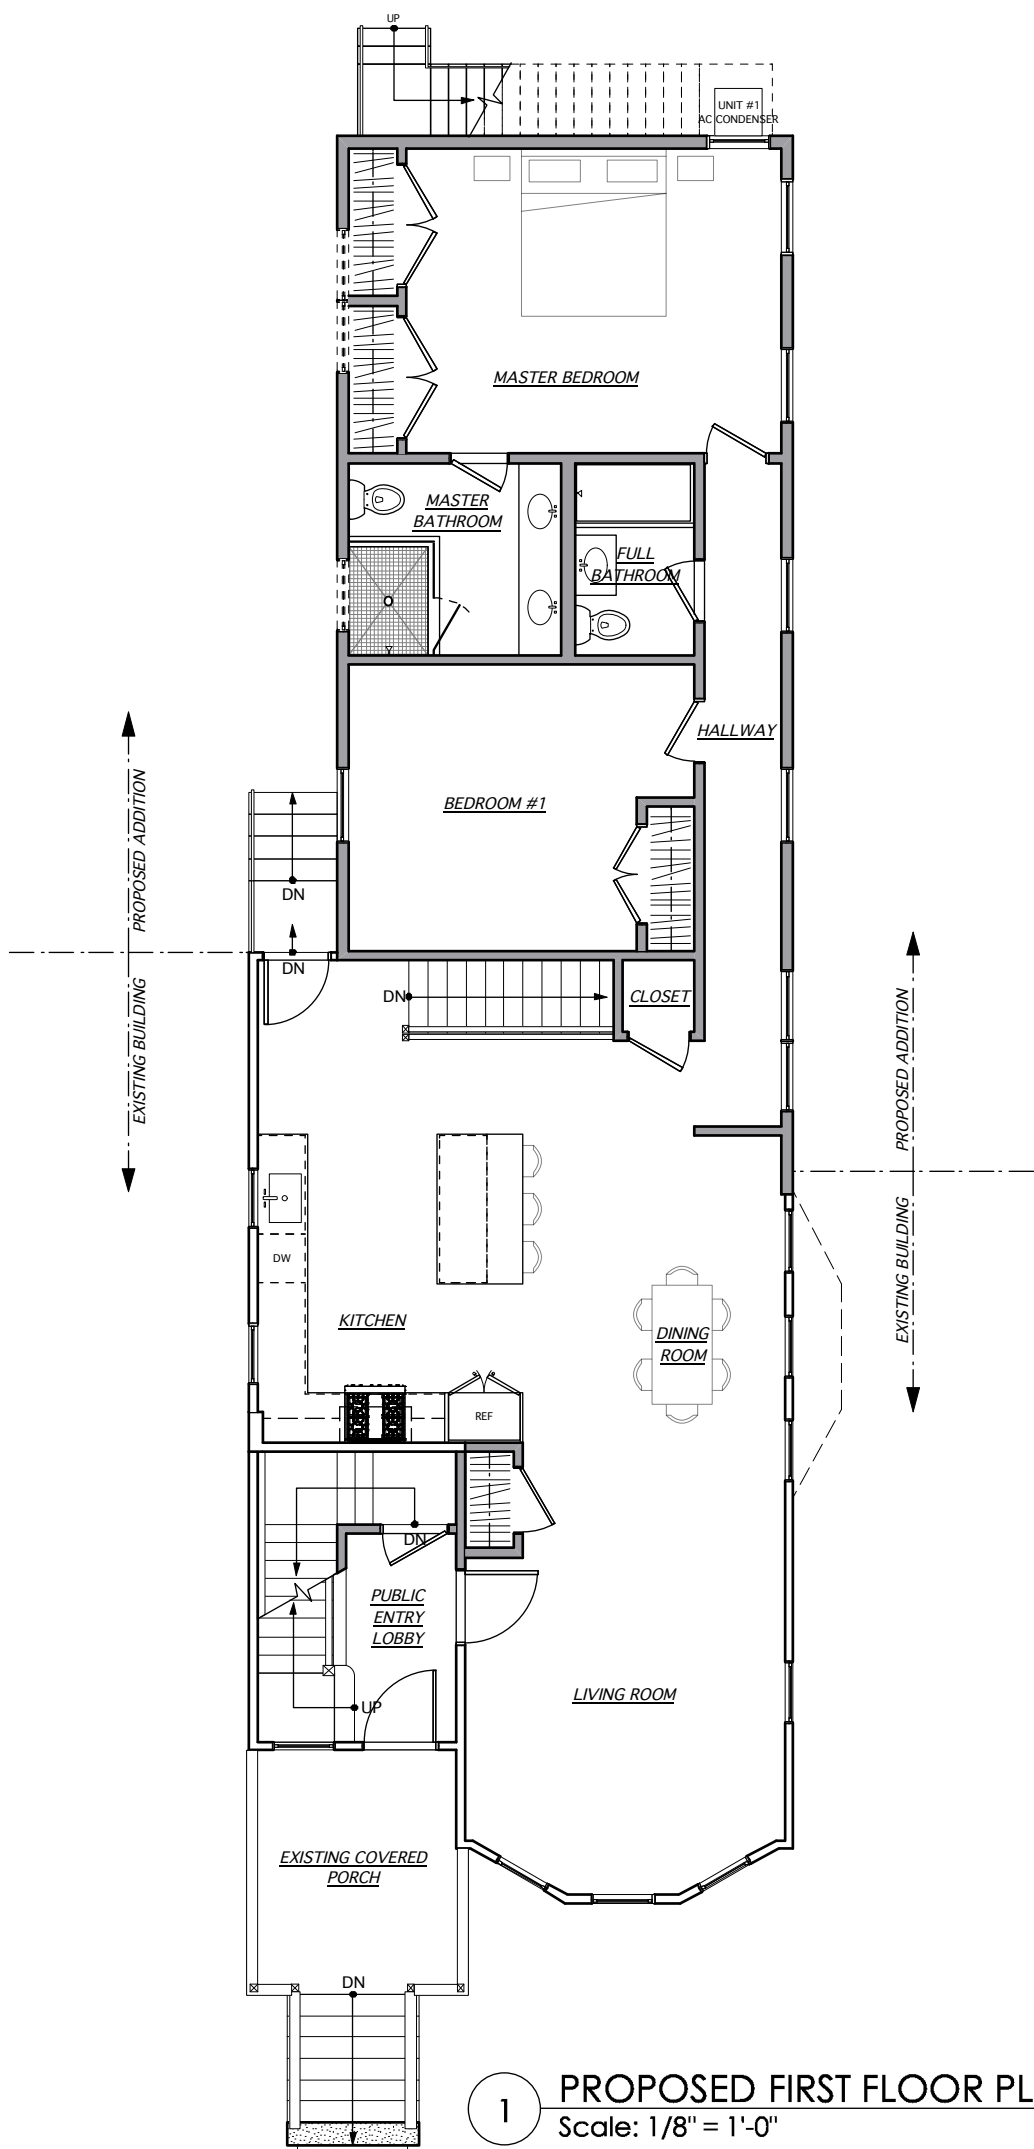 UP
UNIT #1
AC CONDENSER
MASTER BEDROOM
MASTER
BATHROOM
FULL
BATHROOM
HALLWAY
BEDROOM #1
PROPOSED ADDITION
EXISTING BUILDING
DN
DN
DN
CLOSET
PROPOSED ADDITION
EXISTING BUILDING
DW
KITCHEN
DINING
ROOM
REF
DN
PUBLIC
ENTRY
LOBBY
UP
LIVING ROOM
EXISTING COVERED
PORCH
DN
1
PROPOSED FIRST FLOOR PL
Scale: 1/8" = 1'-0"